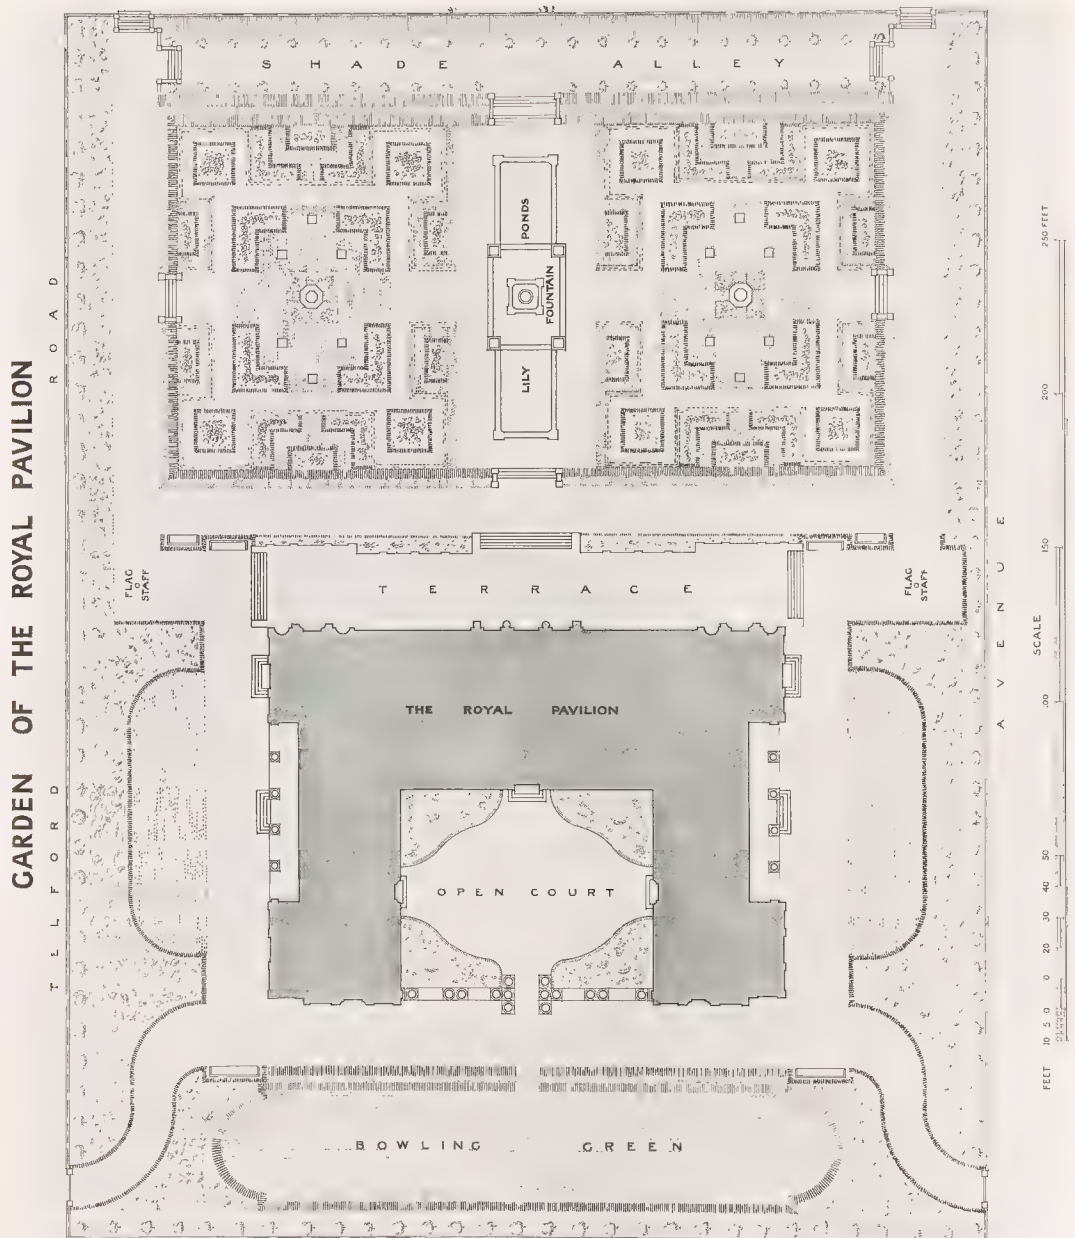 GARDEN OF THE ROYAL PAVILION
SHADE ALLEY
LILY PONDS
FOUNTAIN
TELFORD ROAD
AVENUE
FLAG STAFF
FLAG STAFF
TERRACE
THE ROYAL PAVILION
OPEN COURT
BOWLING GREEN
SCALE
FEET 10 5 0 0 20 30 40 50 .00 150 200 250 FEET